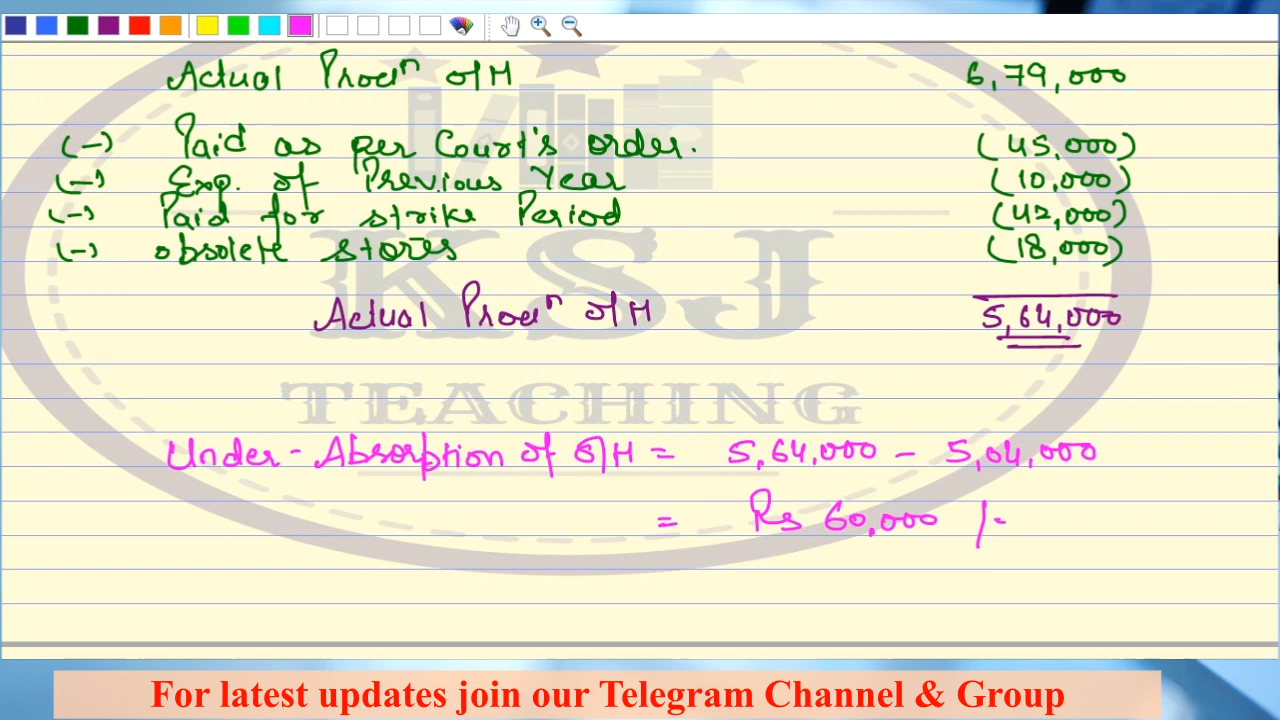 Actual Prodⁿ O/H 6,79,000
(-) Paid as per Court's order. (45,000)
(-) Exp. of Previous Year (10,000)
(-) Paid for strike Period (42,000)
(-) obsolete stores (18,000)
Actual Prodⁿ O/H 5,64,000
KSJ
TEACHING
Under-Absorption of O/H = 5,64,000 - 5,04,000
= Rs 60,000 /-
For latest updates join our Telegram Channel & Group